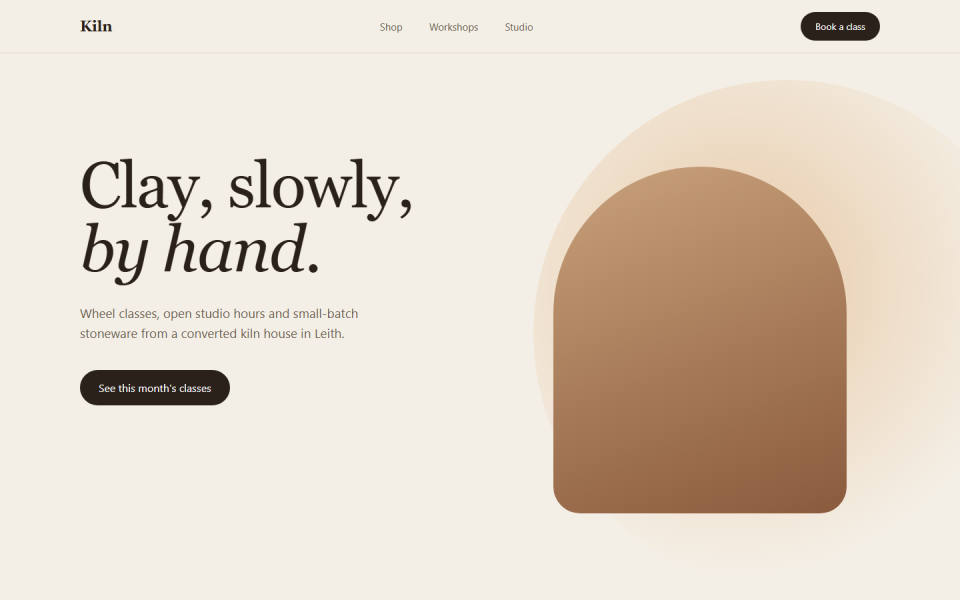 Kiln
Shop
Workshops
Studio
Book a class
Clay, slowly,
by hand.
Wheel classes, open studio hours and small-batch
stoneware from a converted kiln house in Leith.
See this month's classes